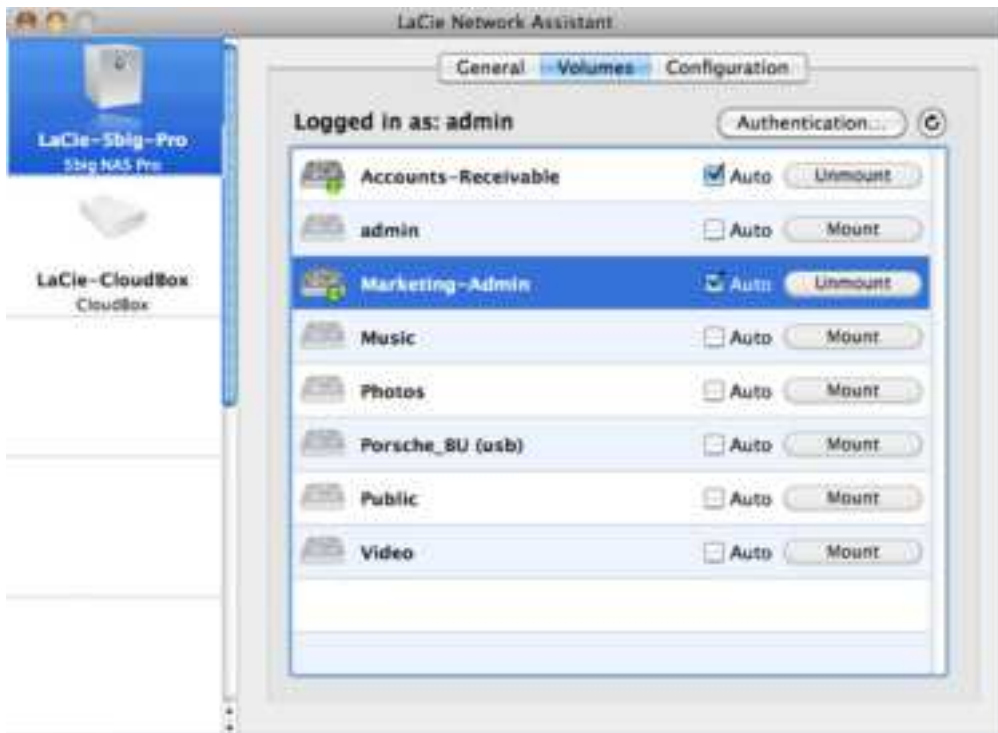 LaCie Network Assistant
General Volumes Configuration
LaCie-5big-Pro
5big NAS Pro
LaCie-CloudBox
CloudBox
Logged in as: admin Authentication...
Accounts-Receivable Auto Unmount
admin Auto Mount
Marketing-Admin Auto Unmount
Music Auto Mount
Photos Auto Mount
Porsche_BU (usb) Auto Mount
Public Auto Mount
Video Auto Mount